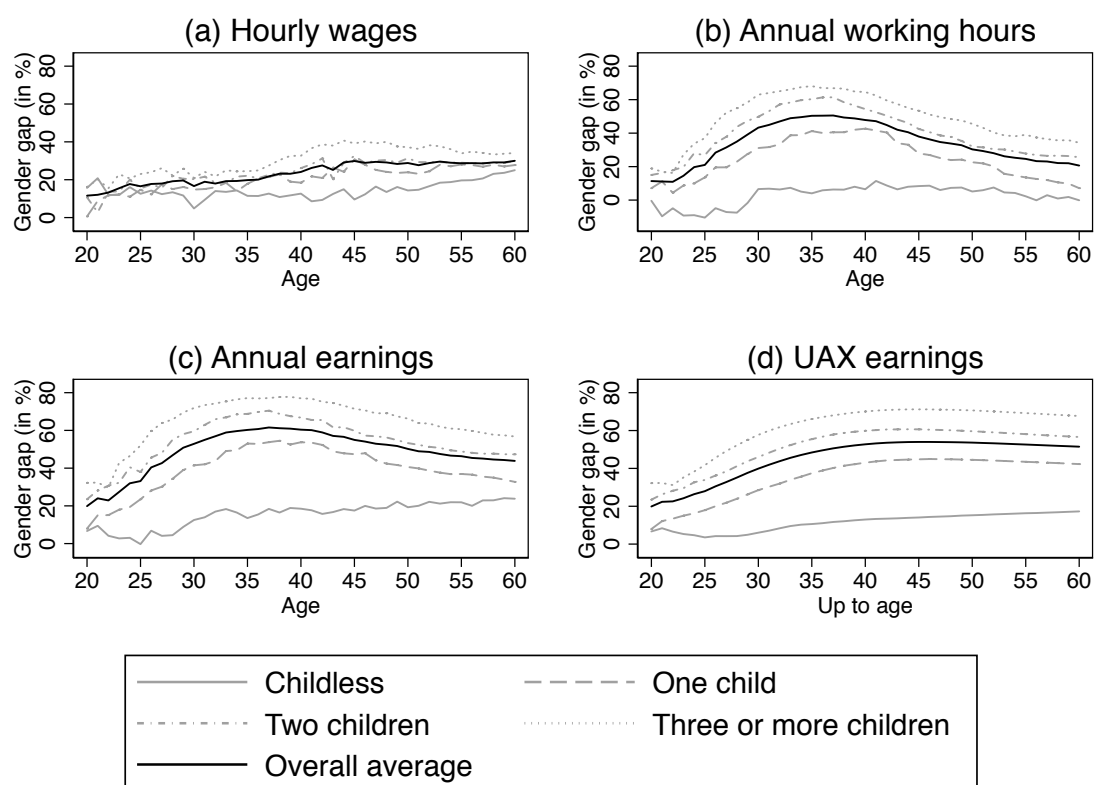 (a) Hourly wages
Gender gap (in %)
0 20 40 60 80
20 25 30 35 40 45 50 55 60
Age
(b) Annual working hours
Gender gap (in %)
0 20 40 60 80
20 25 30 35 40 45 50 55 60
Age
(c) Annual earnings
Gender gap (in %)
0 20 40 60 80
20 25 30 35 40 45 50 55 60
Age
(d) UAX earnings
Gender gap (in %)
0 20 40 60 80
20 25 30 35 40 45 50 55 60
Up to age
Childless
One child
Two children
Three or more children
Overall average